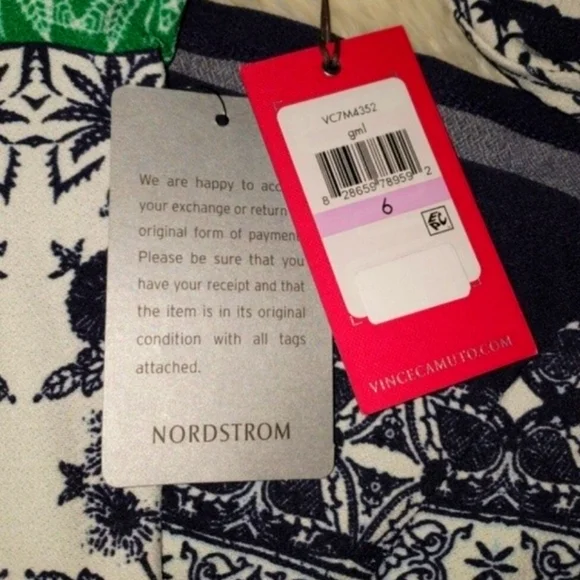 We are happy to
your exchange or return
original form of
Please be sure that you
have your receipt and that
the item is in its original
condition with all tags
attached.
NORDSTROM
VC7M4352
gml
8 28659 78959 2
6
VINCECAMUTO.COM